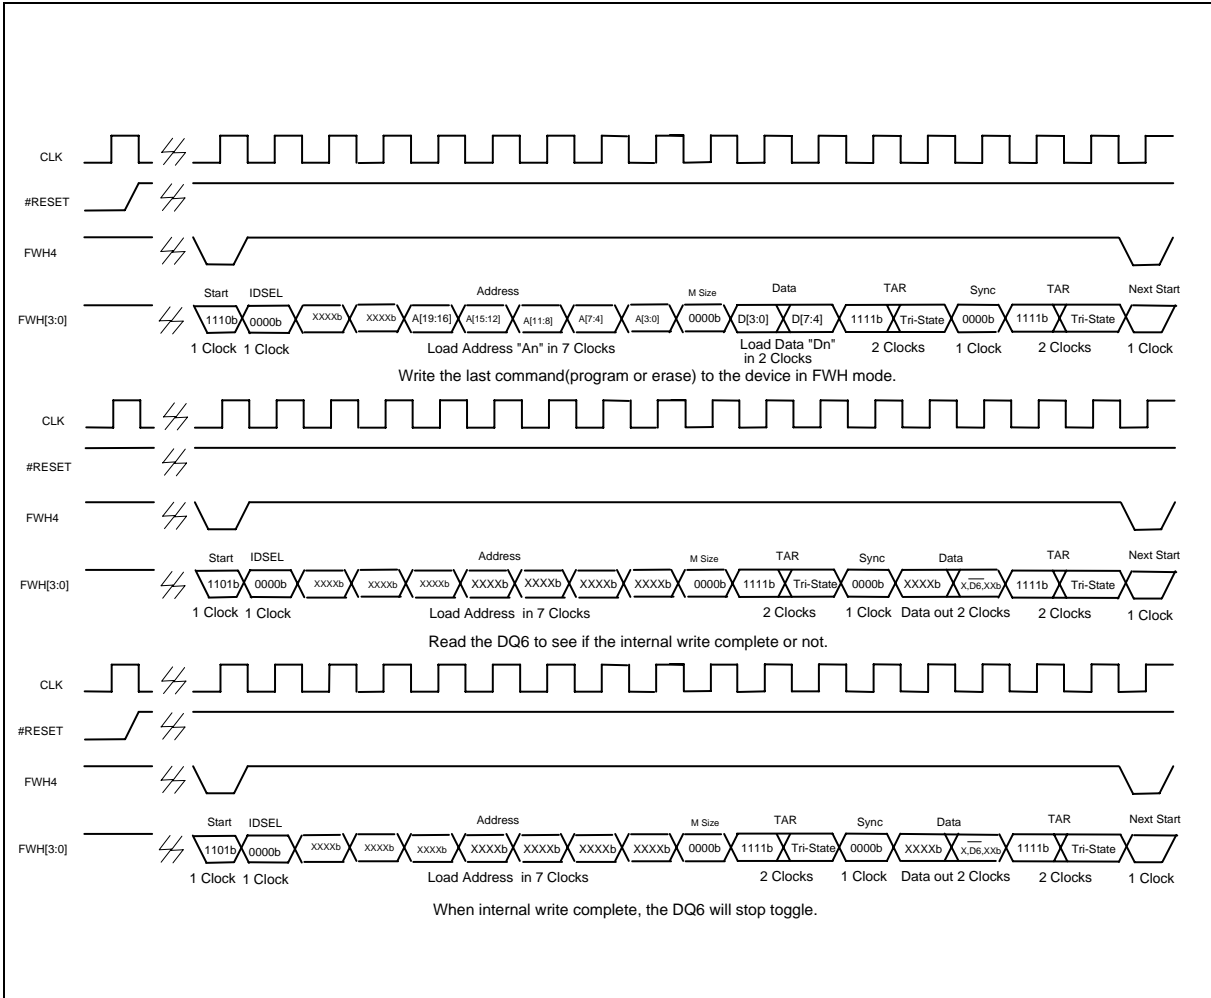 CLK
#RESET
FWH4
Start IDSEL Address M Size Data TAR Sync TAR Next Start
FWH[3:0] 1110b 0000b XXXXb XXXXb A[19:16] A[15:12] A[11:8] A[7:4] A[3:0] 0000b D[3:0] D[7:4] 1111b Tri-State 0000b 1111b Tri-State
1 Clock 1 Clock Load Address "An" in 7 Clocks Load Data "Dn" 2 Clocks 1 Clock 2 Clocks 1 Clock
in 2 Clocks
Write the last command(program or erase) to the device in FWH mode.
CLK
#RESET
FWH4
Start IDSEL Address M Size TAR Sync Data TAR Next Start
FWH[3:0] 1101b 0000b XXXXb XXXXb XXXXb XXXXb XXXXb XXXXb XXXXb 0000b 1111b Tri-State 0000b XXXXb X,D̅6̅,XXb 1111b Tri-State
1 Clock 1 Clock Load Address in 7 Clocks 2 Clocks 1 Clock Data out 2 Clocks 2 Clocks 1 Clock
Read the DQ6 to see if the internal write complete or not.
CLK
#RESET
FWH4
Start IDSEL Address M Size TAR Sync Data TAR Next Start
FWH[3:0] 1101b 0000b XXXXb XXXXb XXXXb XXXXb XXXXb XXXXb XXXXb 0000b 1111b Tri-State 0000b XXXXb X,D̅6̅,XXb 1111b Tri-State
1 Clock 1 Clock Load Address in 7 Clocks 2 Clocks 1 Clock Data out 2 Clocks 2 Clocks 1 Clock
When internal write complete, the DQ6 will stop toggle.